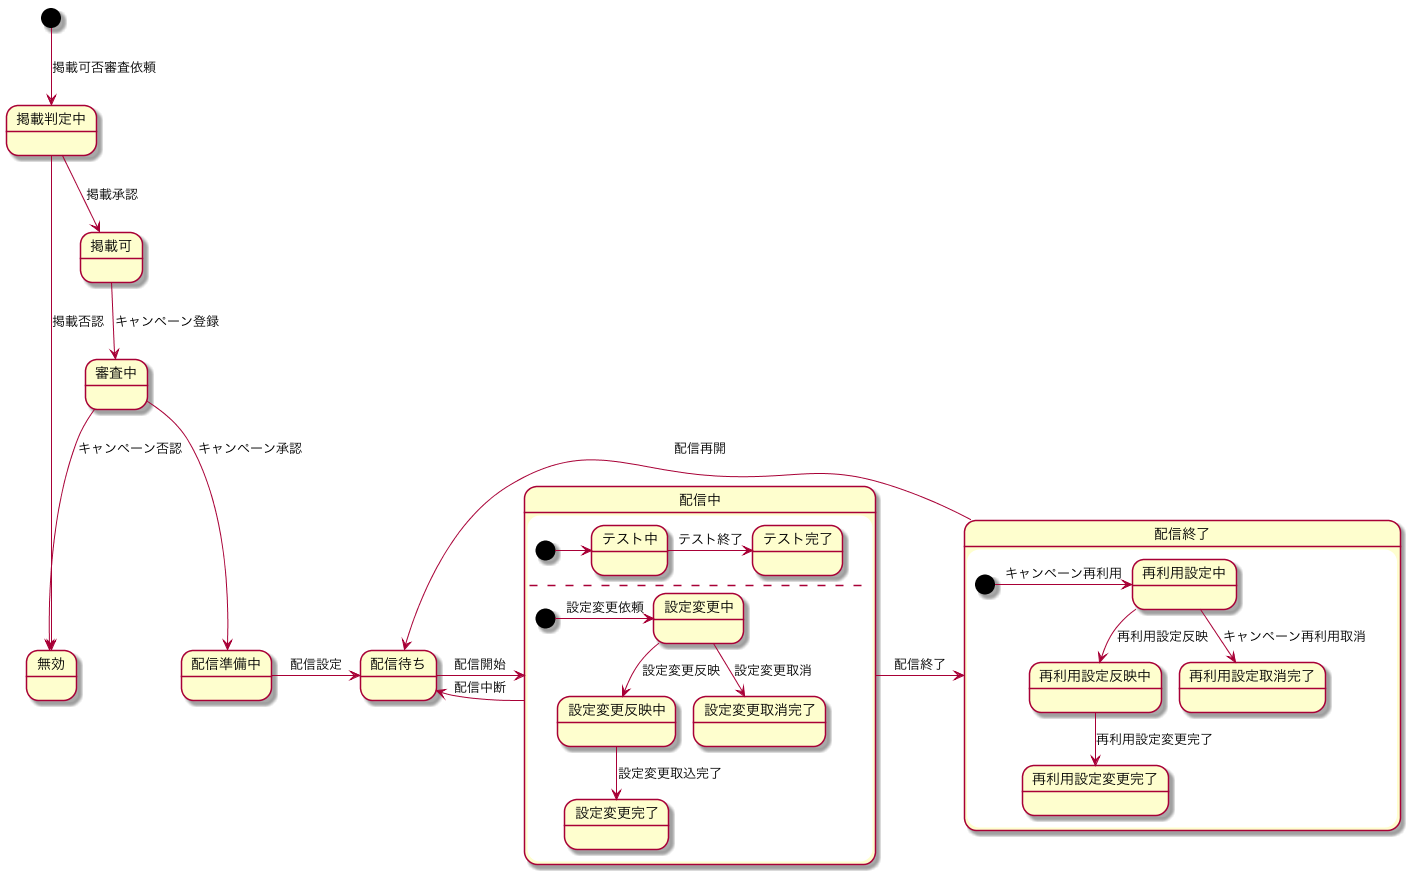 掲載可否審査依頼
掲載判定中
掲載承認
掲載可
掲載否認
キャンペーン登録
審査中
キャンペーン否認
キャンペーン承認
配信再開
無効
配信準備中
配信設定
配信待ち
配信開始
配信中断
配信中
テスト中
テスト終了
テスト完了
設定変更依頼
設定変更中
設定変更反映
設定変更取消
設定変更反映中
設定変更取消完了
設定変更取込完了
設定変更完了
配信終了
配信終了
キャンペーン再利用
再利用設定中
再利用設定反映
キャンペーン再利用取消
再利用設定反映中
再利用設定取消完了
再利用設定変更完了
再利用設定変更完了